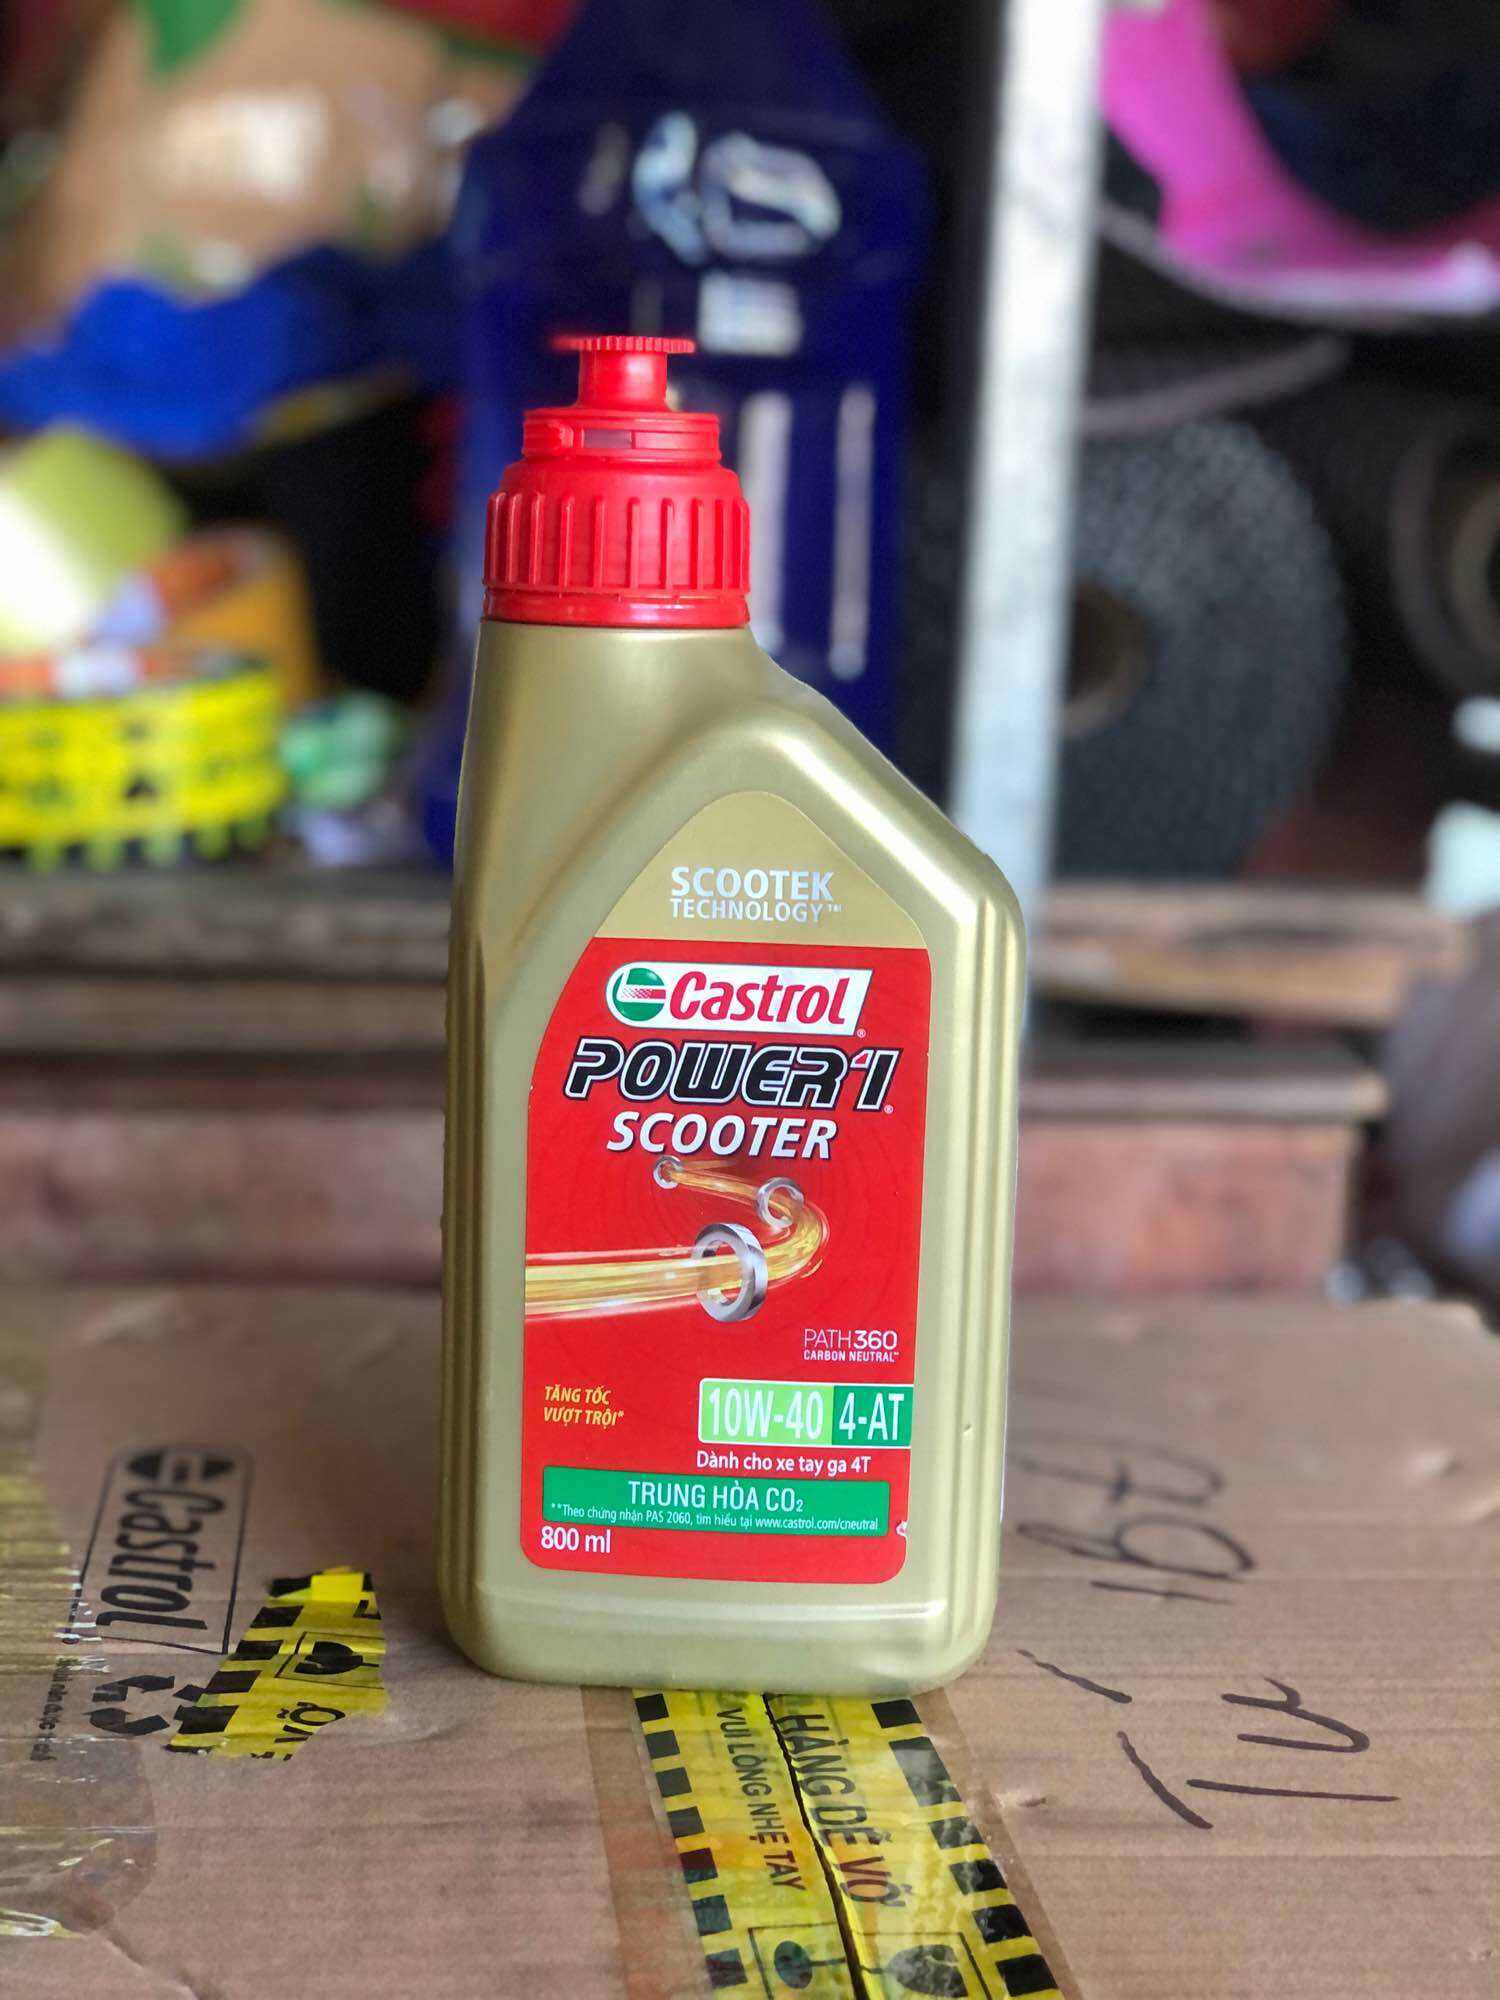 SCOOTEK
TECHNOLOGY™
Castrol®
POWER1®
SCOOTER
PATH360
CARBON NEUTRAL™
TĂNG TỐC
VƯỢT TRỘI*
10W-40 4-AT
Dành cho xe tay ga 4T
TRUNG HÒA CO₂
**Theo chứng nhận PAS 2060, tìm hiểu tại www.castrol.com/cneutral
800 ml
Castrol
VỠ
HÀNG DỄ VỠ
VUI LÒNG NHẸ TAY
Tú